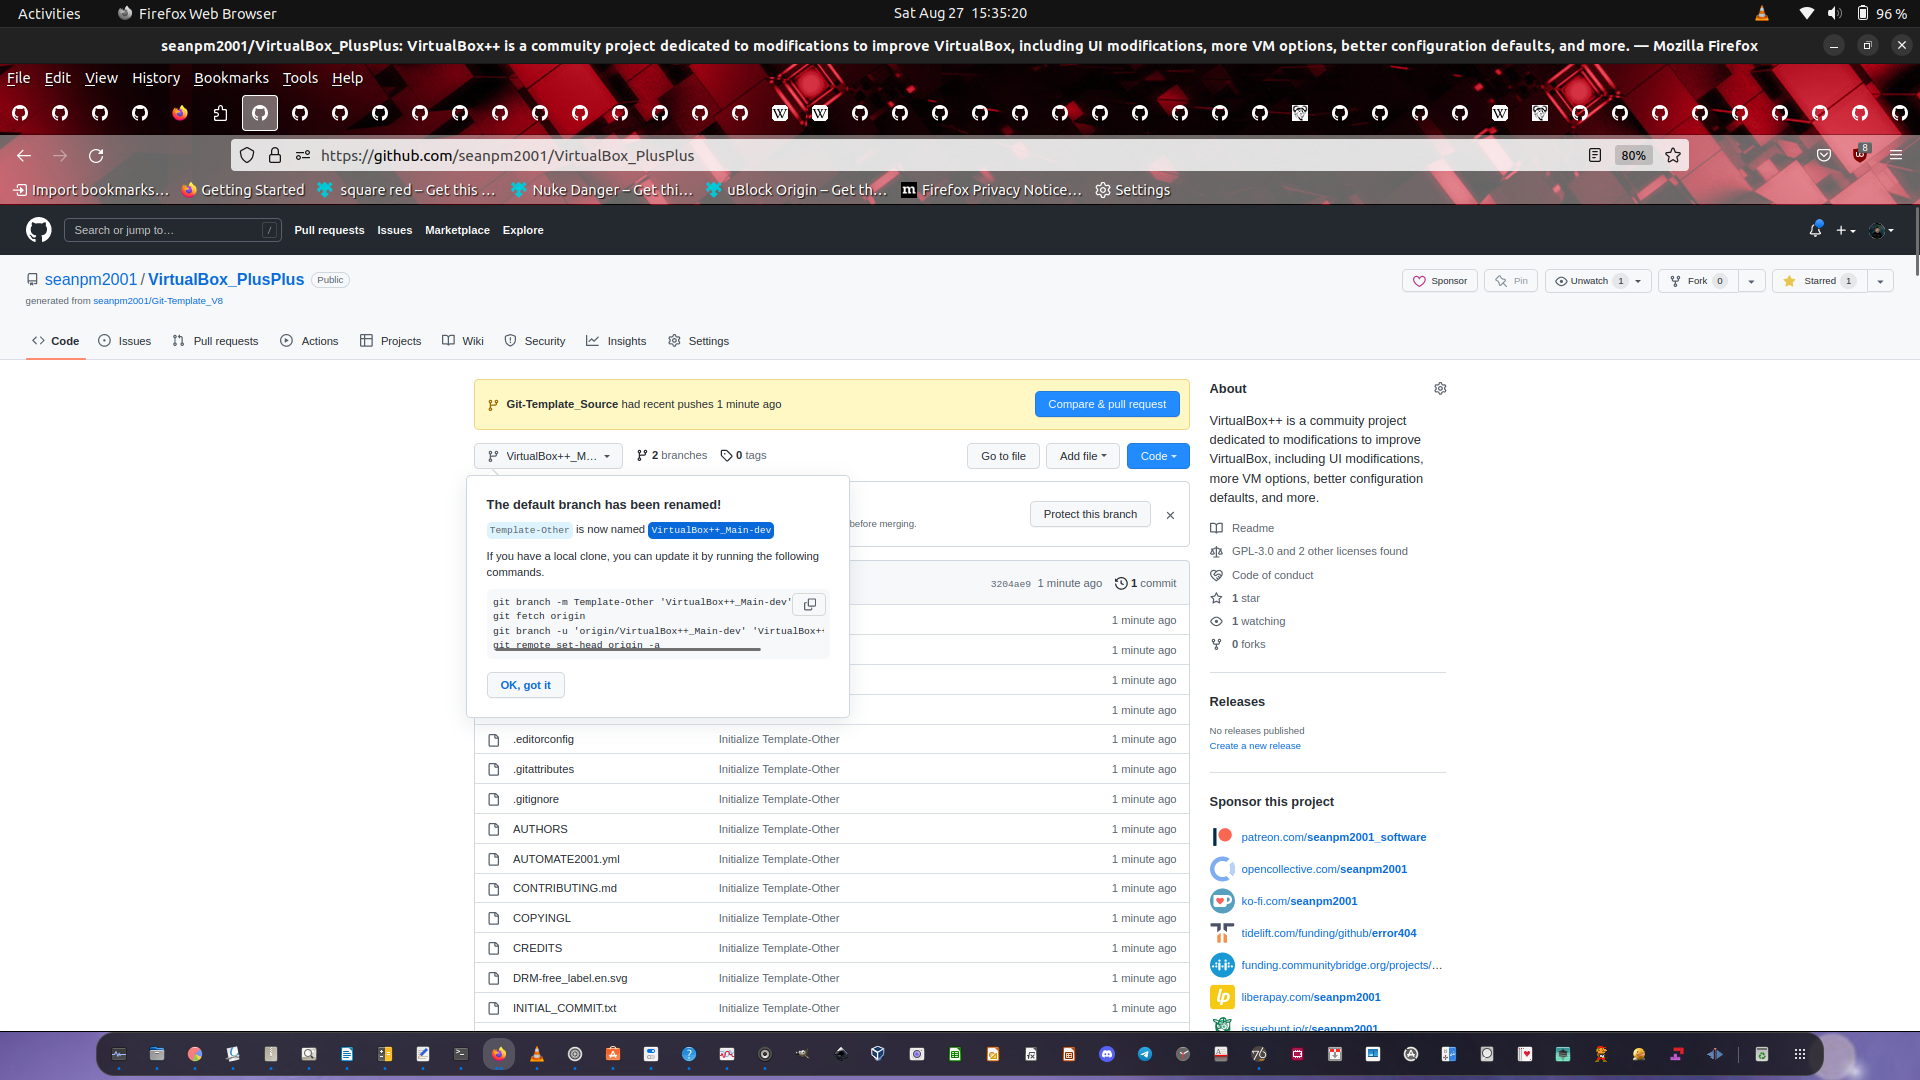 Activities
Firefox Web Browser
Sat Aug 27 15:35:20
96 %
seanpm2001/VirtualBox_PlusPlus: VirtualBox++ is a commuity project dedicated to modifications to improve VirtualBox, including UI modifications, more VM options, better configuration defaults, and more. — Mozilla Firefox
File Edit View History Bookmarks Tools Help
https://github.com/seanpm2001/VirtualBox_PlusPlus
80%
8
Import bookmarks…
Getting Started
square red – Get this …
Nuke Danger – Get thi…
uBlock Origin – Get th…
Firefox Privacy Notice…
Settings
Search or jump to…
/
Pull requests
Issues
Marketplace
Explore
seanpm2001 / VirtualBox_PlusPlus
Public
generated from seanpm2001/Git-Template_V8
Sponsor
Pin
Unwatch 1
Fork 0
Starred 1
Code
Issues
Pull requests
Actions
Projects
Wiki
Security
Insights
Settings
Git-Template_Source had recent pushes 1 minute ago
Compare & pull request
VirtualBox++_M…
2 branches
0 tags
Go to file
Add file
Code
The default branch has been renamed!
Template-Other is now named VirtualBox++_Main-dev
If you have a local clone, you can update it by running the following
commands.
git branch -m Template-Other 'VirtualBox++_Main-dev'
git fetch origin
git branch -u 'origin/VirtualBox++_Main-dev' 'VirtualBox++
git remote set-head origin -a
OK, got it
before merging.
Protect this branch
3204ae9 1 minute ago
1 commit
1 minute ago
1 minute ago
1 minute ago
1 minute ago
.editorconfig Initialize Template-Other 1 minute ago
.gitattributes Initialize Template-Other 1 minute ago
.gitignore Initialize Template-Other 1 minute ago
AUTHORS Initialize Template-Other 1 minute ago
AUTOMATE2001.yml Initialize Template-Other 1 minute ago
CONTRIBUTING.md Initialize Template-Other 1 minute ago
COPYINGL Initialize Template-Other 1 minute ago
CREDITS Initialize Template-Other 1 minute ago
DRM-free_label.en.svg Initialize Template-Other 1 minute ago
INITIAL_COMMIT.txt Initialize Template-Other 1 minute ago
About
VirtualBox++ is a commuity project
dedicated to modifications to improve
VirtualBox, including UI modifications,
more VM options, better configuration
defaults, and more.
Readme
GPL-3.0 and 2 other licenses found
Code of conduct
1 star
1 watching
0 forks
Releases
No releases published
Create a new release
Sponsor this project
patreon.com/seanpm2001_software
opencollective.com/seanpm2001
ko-fi.com/seanpm2001
tidelift.com/funding/github/error404
funding.communitybridge.org/projects/…
liberapay.com/seanpm2001
issuehunt.io/r/seanpm2001